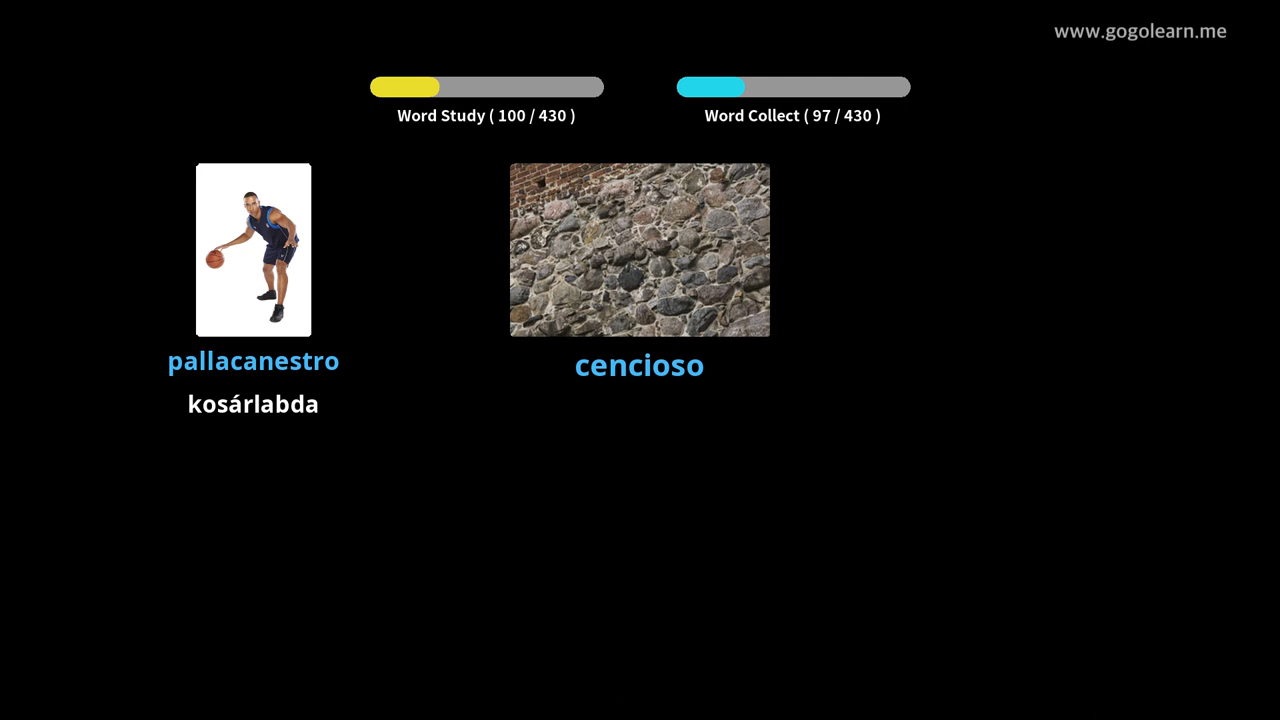 www.gogolearn.me
Word Study ( 100 / 430 )
Word Collect ( 97 / 430 )
pallacanestro
kosárlabda
cencioso